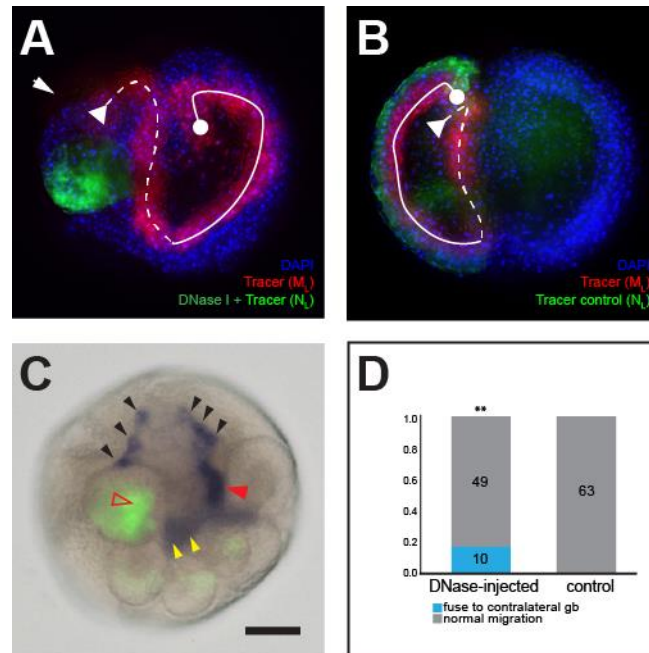 A
DAPI
Tracer (M_L)
DNase I + Tracer (N_L)
B
DAPI
Tracer (M_L)
Tracer control (N_L)
C
D
**
1.0
0.8
0.6
0.4
0.2
0.0
49
10
63
DNase-injected control
fuse to contralateral gb
normal migration